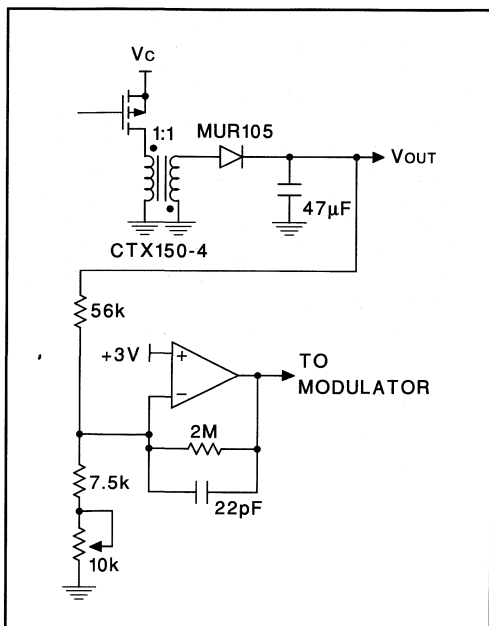 Vc
1:1
MUR105
VOUT
47µF
CTX150-4
56k
+3V
+
−
TO
MODULATOR
2M
7.5k
22pF
10k